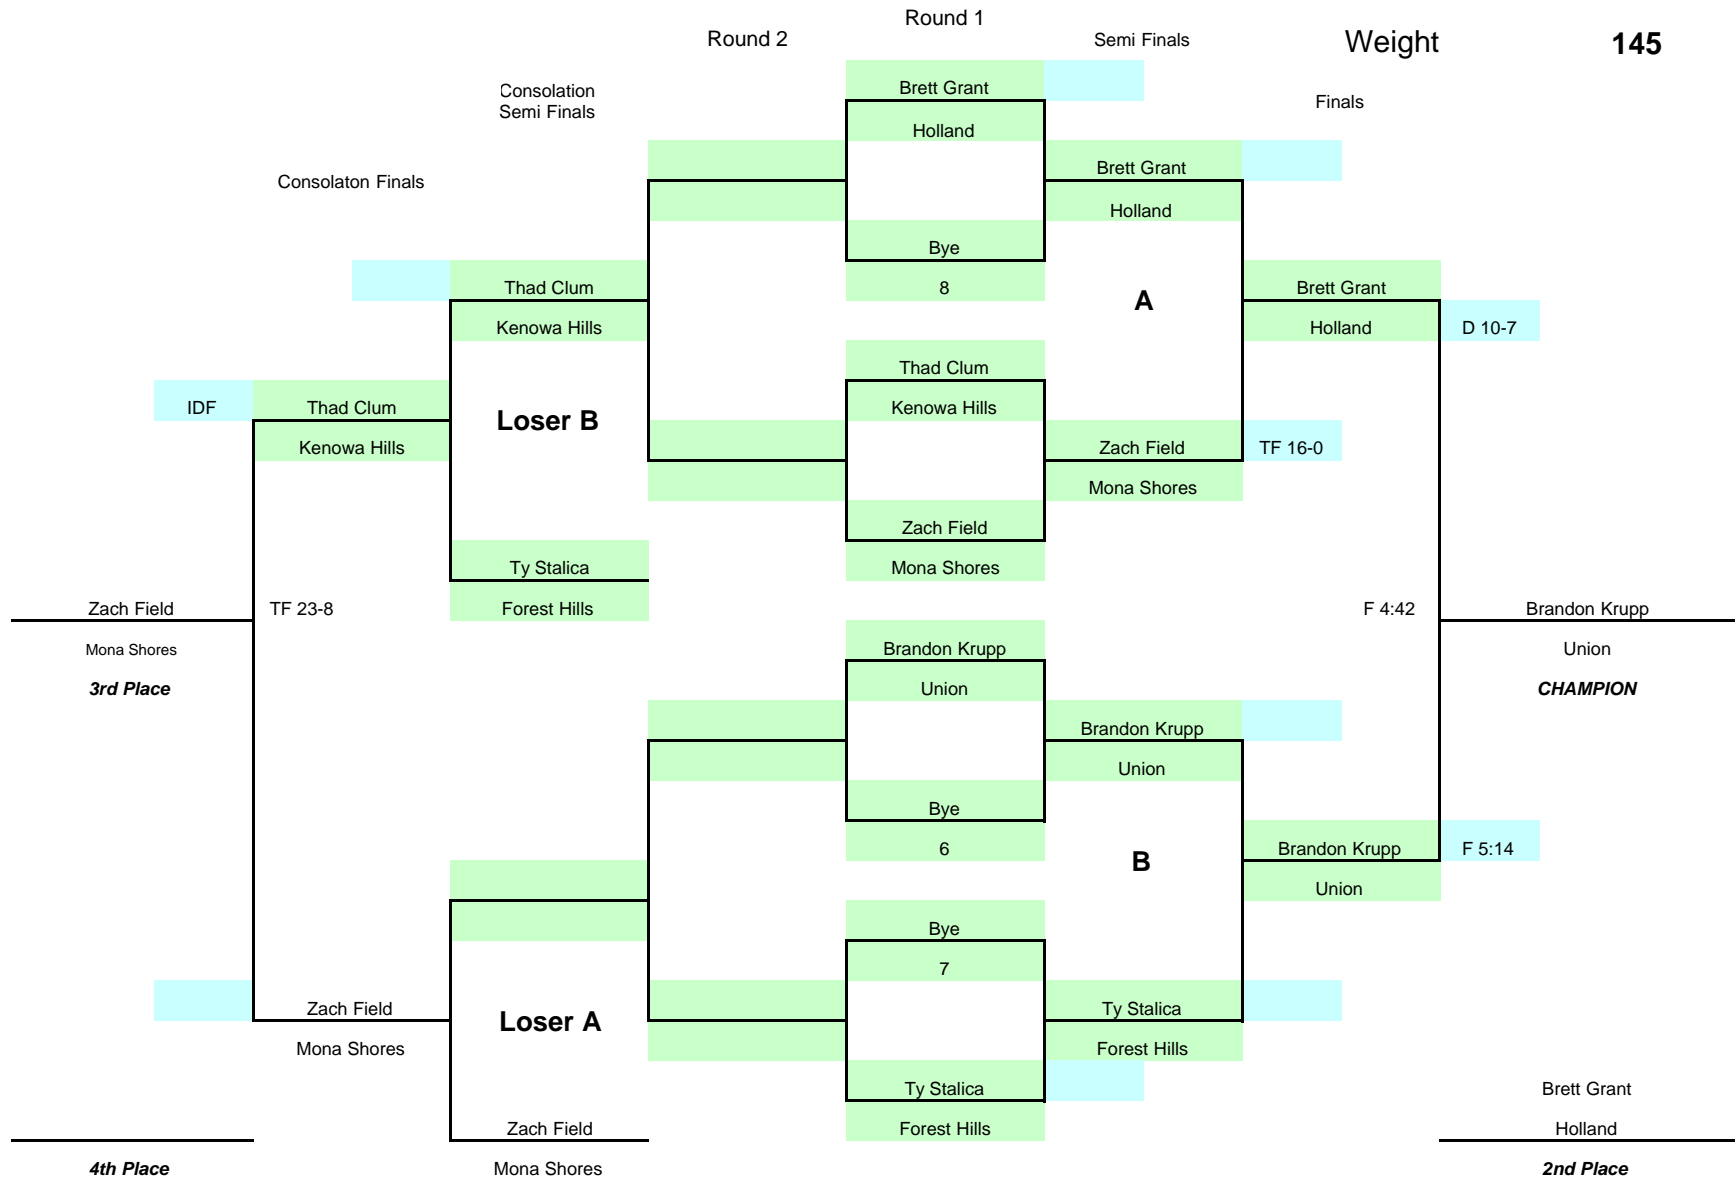 Round 1
Round 2
Semi Finals
Weight
145
Consolation
Semi Finals
Brett Grant
Finals
Holland
Consolaton Finals
Brett Grant
Holland
Bye
8
Thad Clum
Kenowa Hills
A
Brett Grant
Holland
D 10-7
Thad Clum
Kenowa Hills
IDF
Thad Clum
Kenowa Hills
Loser B
Zach Field
Mona Shores
TF 16-0
Zach Field
Mona Shores
Ty Stalica
Forest Hills
Zach Field
Mona Shores
3rd Place
TF 23-8
F 4:42
Brandon Krupp
Union
CHAMPION
Brandon Krupp
Union
Brandon Krupp
Union
Bye
6
B
Brandon Krupp
Union
F 5:14
Bye
7
Zach Field
Mona Shores
Loser A
Ty Stalica
Forest Hills
Ty Stalica
Forest Hills
Zach Field
Mona Shores
4th Place
Brett Grant
Holland
2nd Place